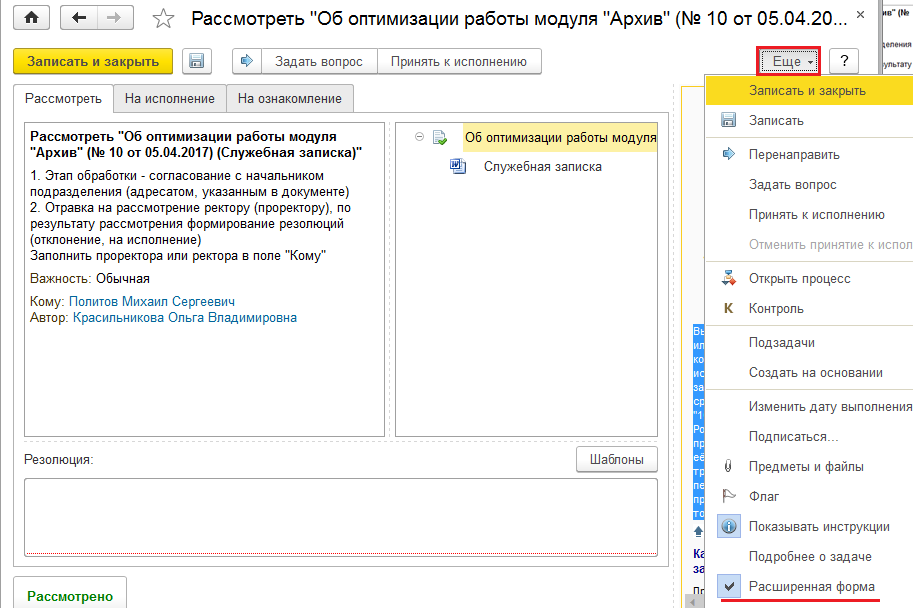 Рассмотреть "Об оптимизации работы модуля "Архив" (№ 10 от 05.04.20...
Записать и закрыть
Задать вопрос
Принять к исполнению
Еще
?
Рассмотреть
На исполнение
На ознакомление
Рассмотреть "Об оптимизации работы модуля
"Архив" (№ 10 от 05.04.2017) (Служебная записка)"
1. Этап обработки - согласование с начальником
подразделения (адресатом, указанным в документе)
2. Отравка на рассмотрение ректору (проректору), по
результату рассмотрения формирование резолюций
(отклонение, на исполнение)
Заполнить проректора или ректора в поле "Кому"
Важность: Обычная
Кому: Политов Михаил Сергеевич
Автор: Красильникова Ольга Владимировна
Об оптимизации работы модуля
Служебная записка
Резолюция:
Шаблоны
Рассмотрено
Записать и закрыть
Записать
Перенаправить
Задать вопрос
Принять к исполнению
Отменить принятие к испол
Открыть процесс
К Контроль
Подзадачи
Создать на основании
Изменить дату выполнения
Подписаться...
Предметы и файлы
Флаг
Показывать инструкции
Подробнее о задаче
Расширенная форма